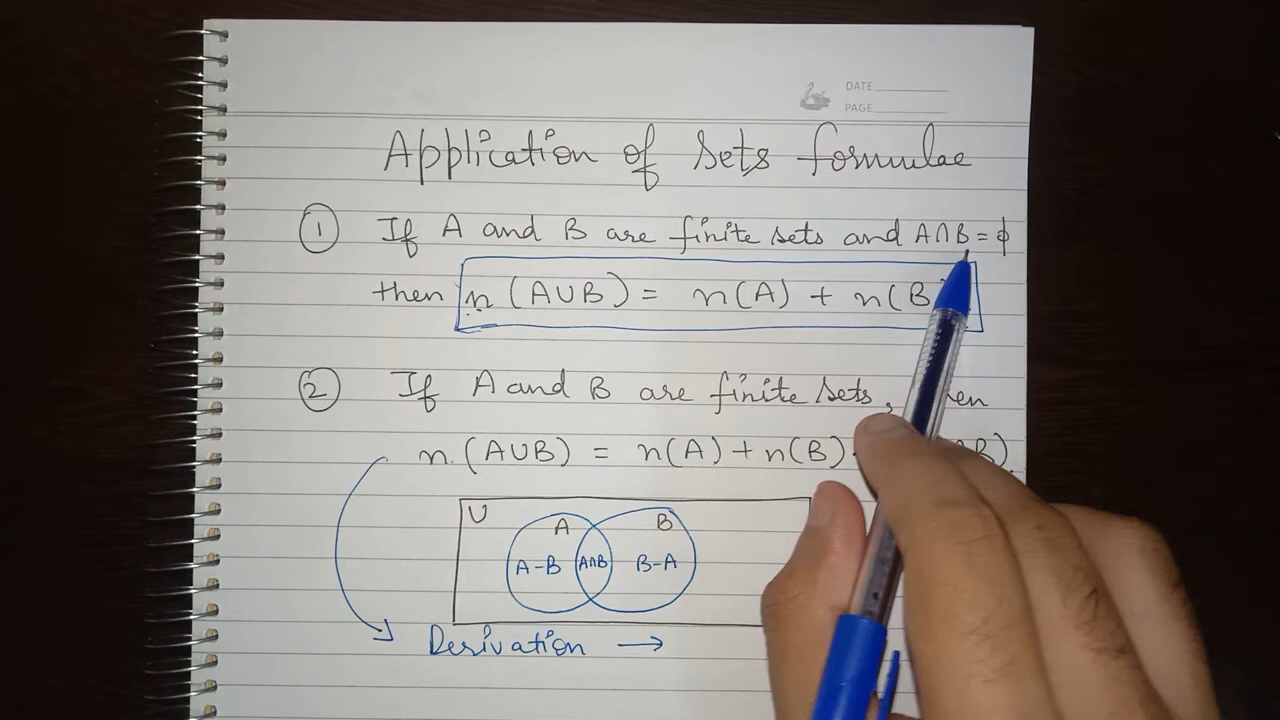 DATE
PAGE
Application of Sets formulae
① If A and B are finite sets and A∩B = ϕ
then n (A∪B) = n(A) + n(B
② If A and B are finite sets,
n (A∪B) = n(A) + n(B) B)
U
A B
A-B A∩B B-A
Derivation →